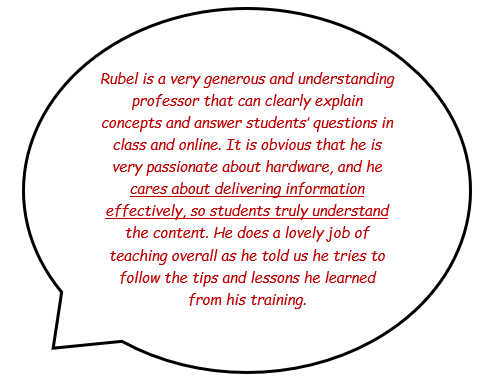 Rubel is a very generous and understanding
professor that can clearly explain
concepts and answer students' questions in
class and online. It is obvious that he is
very passionate about hardware, and he
cares about delivering information
effectively, so students truly understand
the content. He does a lovely job of
teaching overall as he told us he tries to
follow the tips and lessons he learned
from his training.